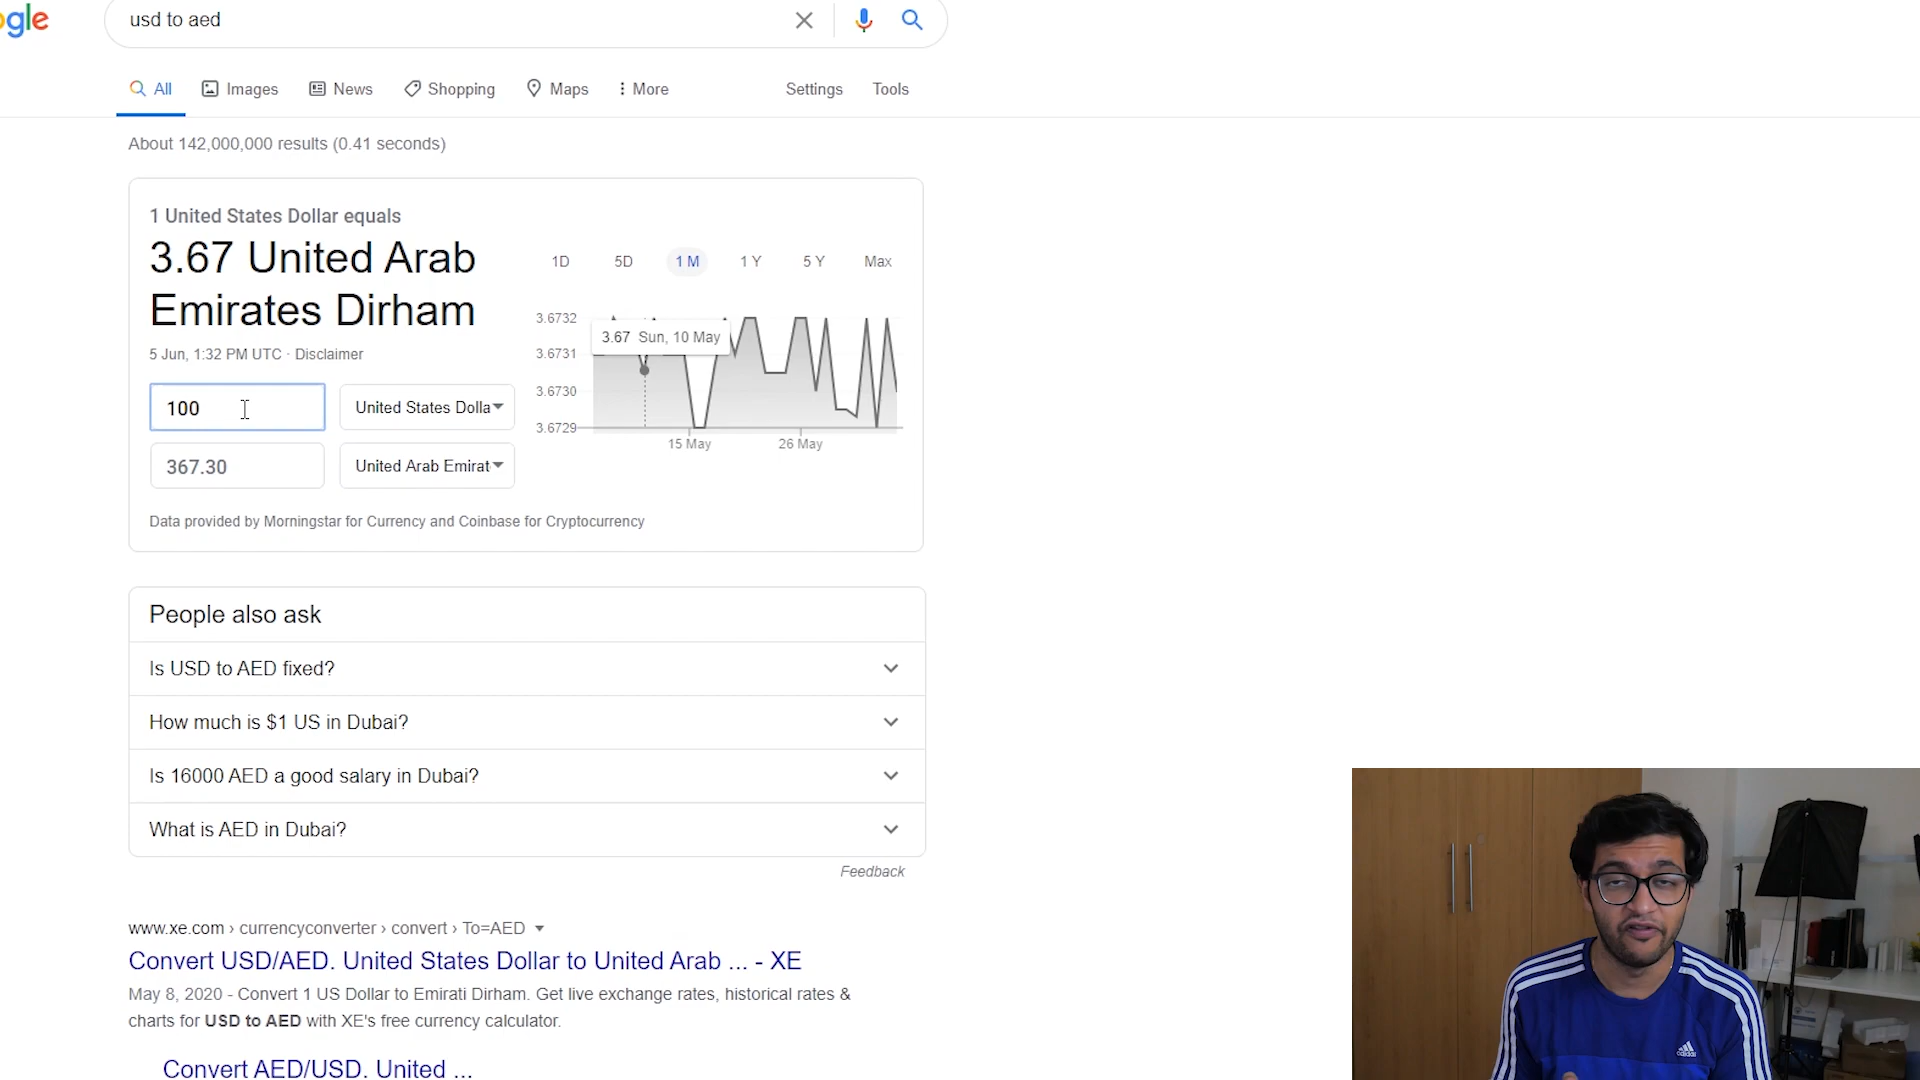 ogle
usd to aed
All
Images
News
Shopping
Maps
More
Settings
Tools
About 142,000,000 results (0.41 seconds)
1 United States Dollar equals
3.67 United Arab
Emirates Dirham
5 Jun, 1:32 PM UTC · Disclaimer
100
United States Dolla
367.30
United Arab Emirat
1D
5D
1 M
1 Y
5 Y
Max
3.6732
3.6731
3.6730
3.6729
3.67 Sun, 10 May
15 May
26 May
Data provided by Morningstar for Currency and Coinbase for Cryptocurrency
People also ask
Is USD to AED fixed?
How much is $1 US in Dubai?
Is 16000 AED a good salary in Dubai?
What is AED in Dubai?
Feedback
www.xe.com › currencyconverter › convert › To=AED
Convert USD/AED. United States Dollar to United Arab ... - XE
May 8, 2020 - Convert 1 US Dollar to Emirati Dirham. Get live exchange rates, historical rates &
charts for USD to AED with XE's free currency calculator.
Convert AED/USD. United ...
adidas